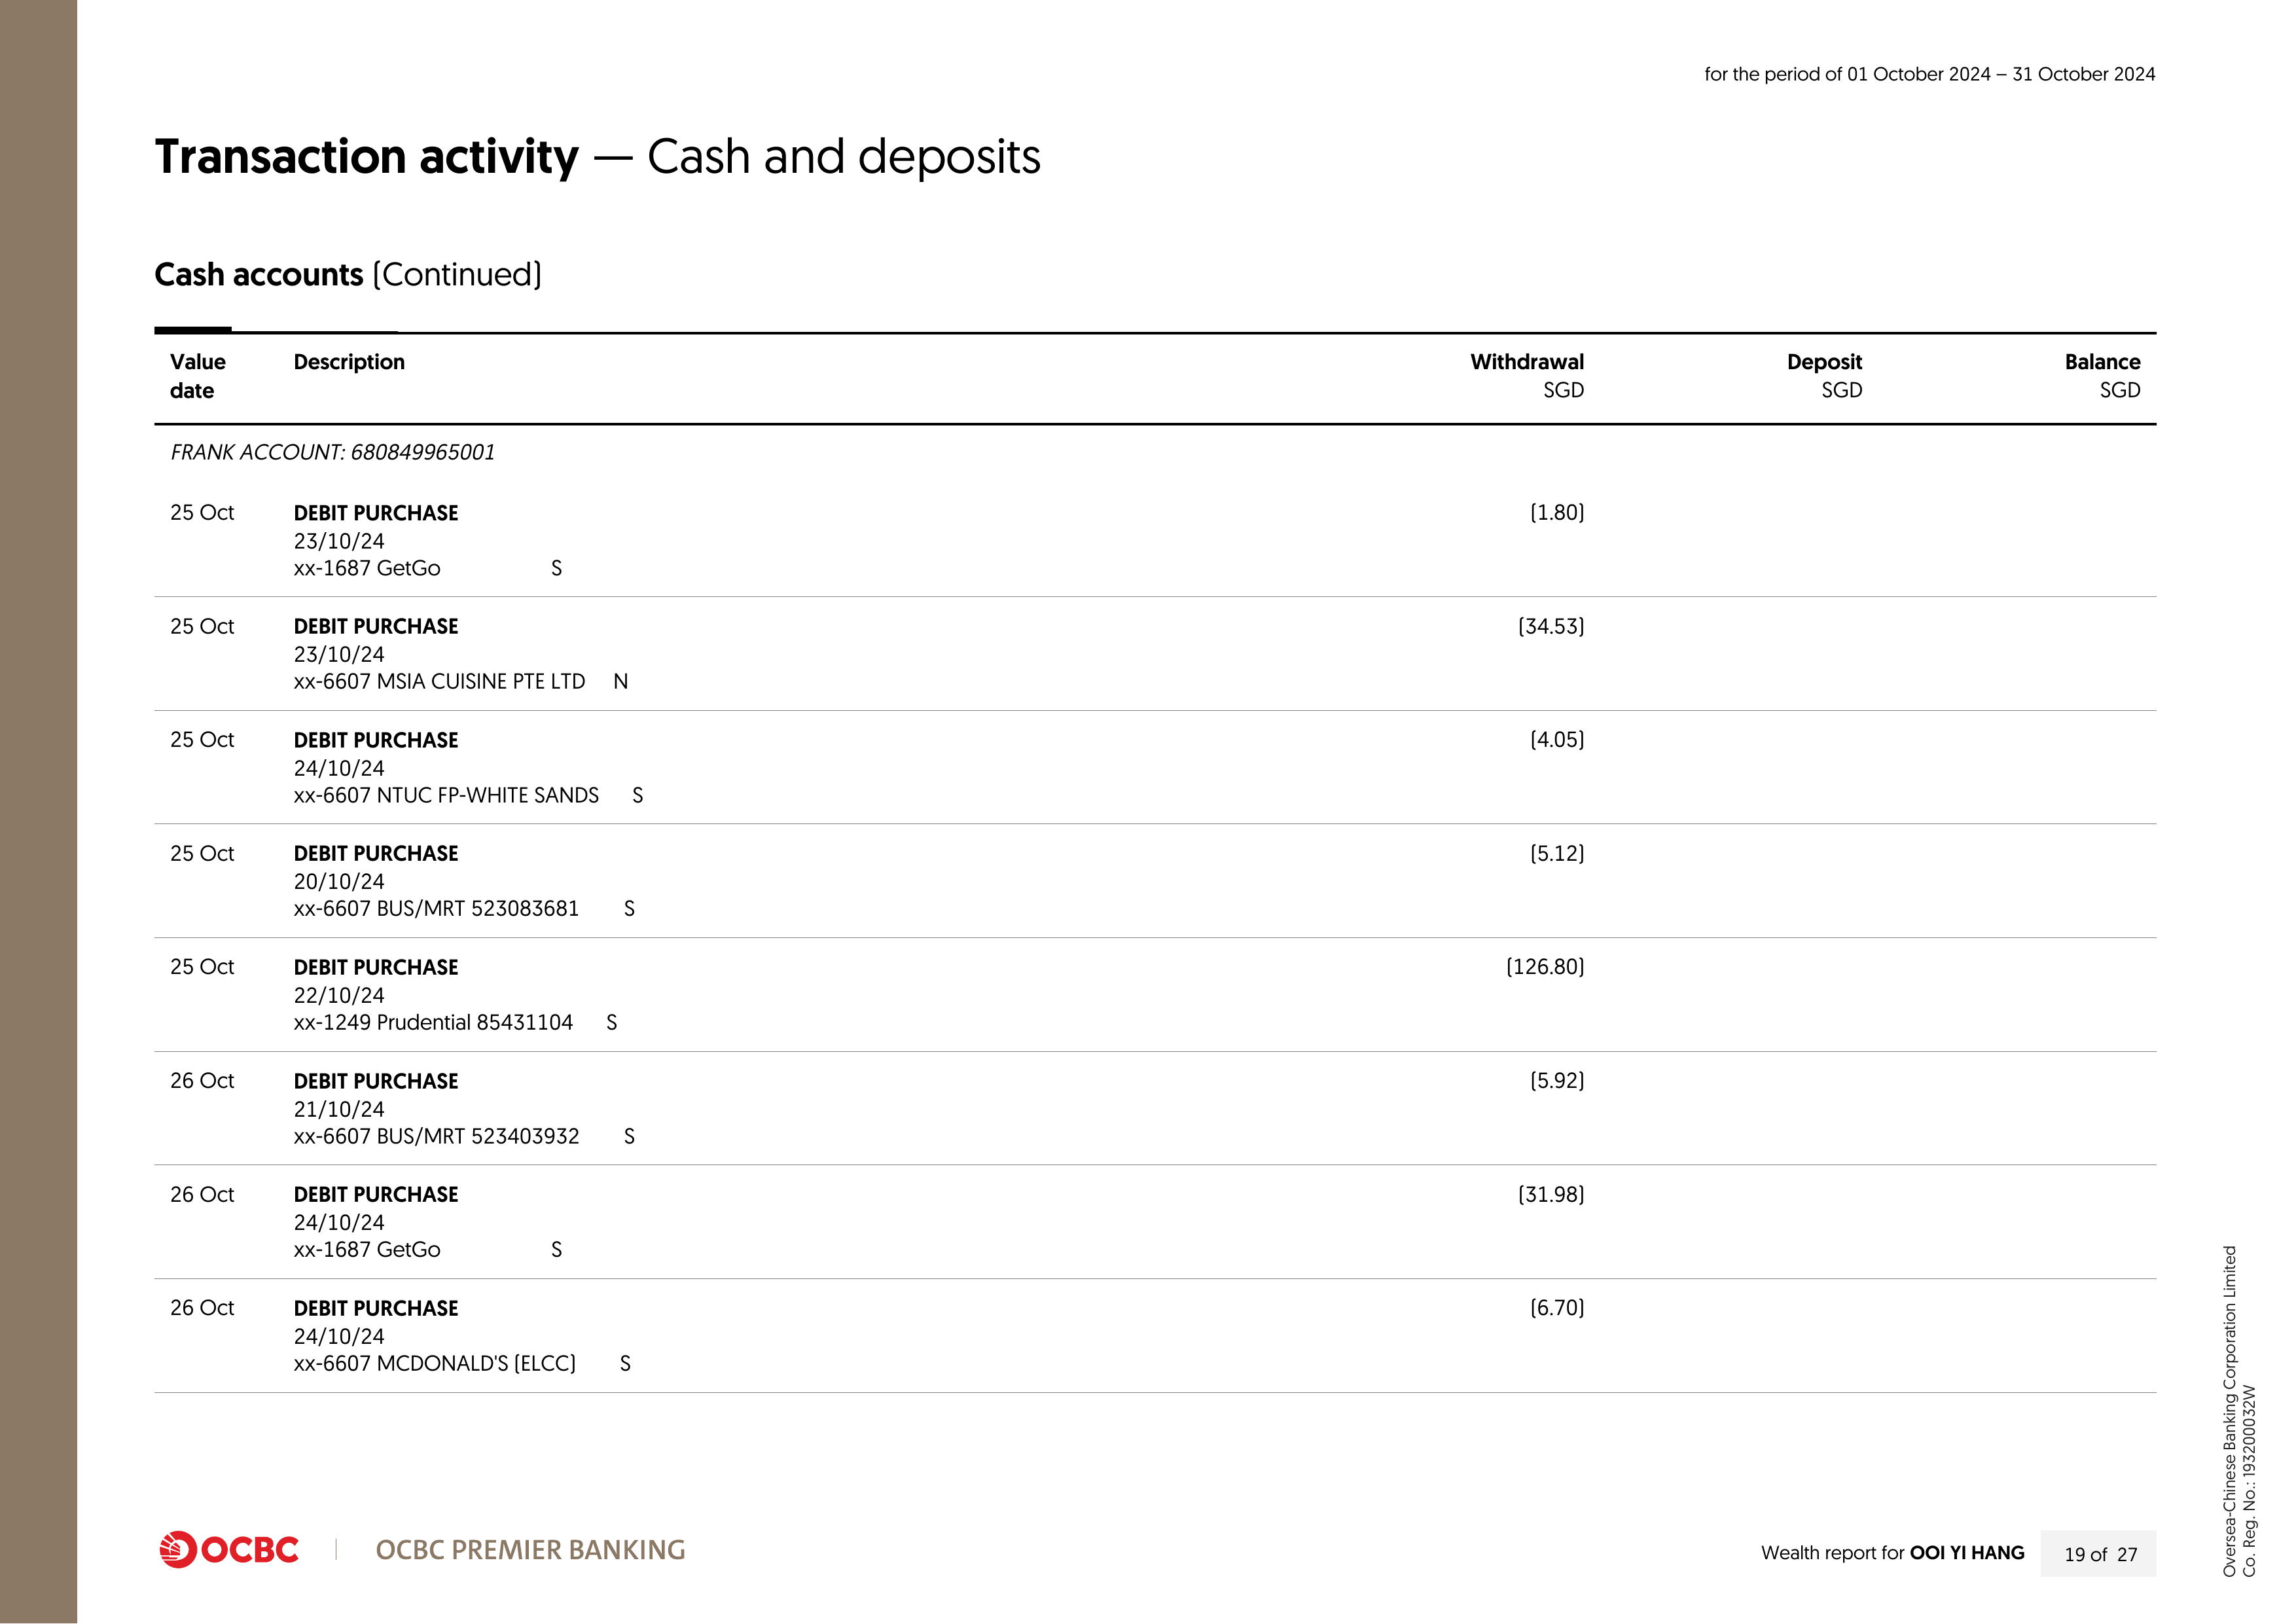 for the period of 01 October 2024 – 31 October 2024
Transaction activity — Cash and deposits
Cash accounts (Continued)
Value date Description Withdrawal SGD Deposit SGD Balance SGD
FRANK ACCOUNT: 680849965001
25 Oct DEBIT PURCHASE (1.80)
23/10/24
xx-1687 GetGo S
25 Oct DEBIT PURCHASE (34.53)
23/10/24
xx-6607 MSIA CUISINE PTE LTD N
25 Oct DEBIT PURCHASE (4.05)
24/10/24
xx-6607 NTUC FP-WHITE SANDS S
25 Oct DEBIT PURCHASE (5.12)
20/10/24
xx-6607 BUS/MRT 523083681 S
25 Oct DEBIT PURCHASE (126.80)
22/10/24
xx-1249 Prudential 85431104 S
26 Oct DEBIT PURCHASE (5.92)
21/10/24
xx-6607 BUS/MRT 523403932 S
26 Oct DEBIT PURCHASE (31.98)
24/10/24
xx-1687 GetGo S
26 Oct DEBIT PURCHASE (6.70)
24/10/24
xx-6607 MCDONALD'S (ELCC) S
OCBC OCBC PREMIER BANKING
Wealth report for OOI YI HANG 19 of 27
Oversea-Chinese Banking Corporation Limited
Co. Reg. No.: 193200032W